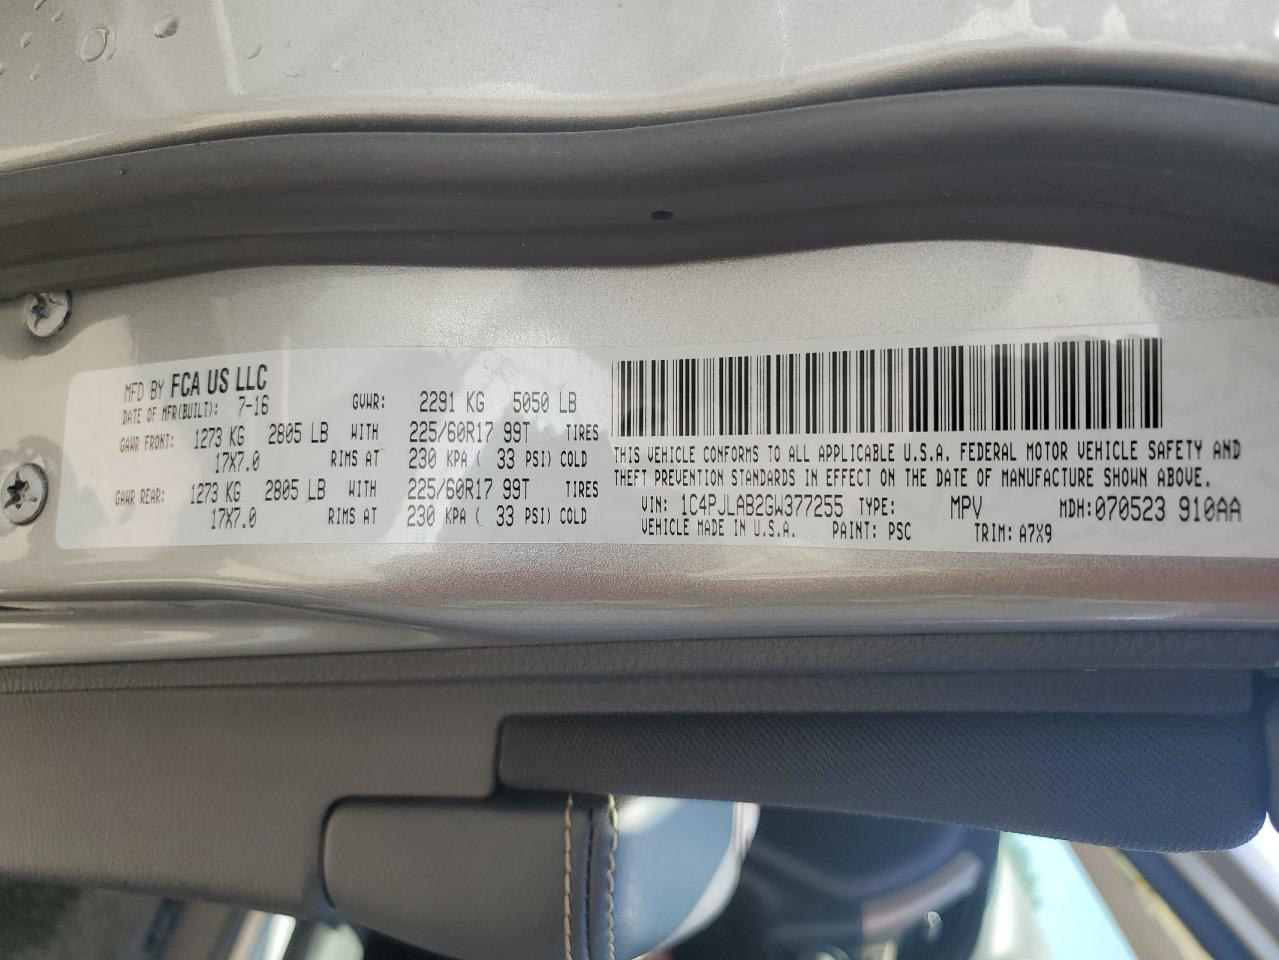 MFD BY FCA US LLC
DATE OF MFR(BUILT): 7-16 GVWR: 2291 KG 5050 LB
GAWR FRONT: 1273 KG 2805 LB WITH 225/60R17 99T TIRES
17X7.0 RIMS AT 230 KPA ( 33 PSI) COLD
GAWR REAR: 1273 KG 2805 LB WITH 225/60R17 99T TIRES
17X7.0 RIMS AT 230 KPA ( 33 PSI) COLD
THIS VEHICLE CONFORMS TO ALL APPLICABLE U.S.A. FEDERAL MOTOR VEHICLE SAFETY AND
THEFT PREVENTION STANDARDS IN EFFECT ON THE DATE OF MANUFACTURE SHOWN ABOVE.
VIN: 1C4PJLAB2GW377255 TYPE: MPV MDH:070523 910AA
VEHICLE MADE IN U.S.A. PAINT: PSC TRIM: A7X9